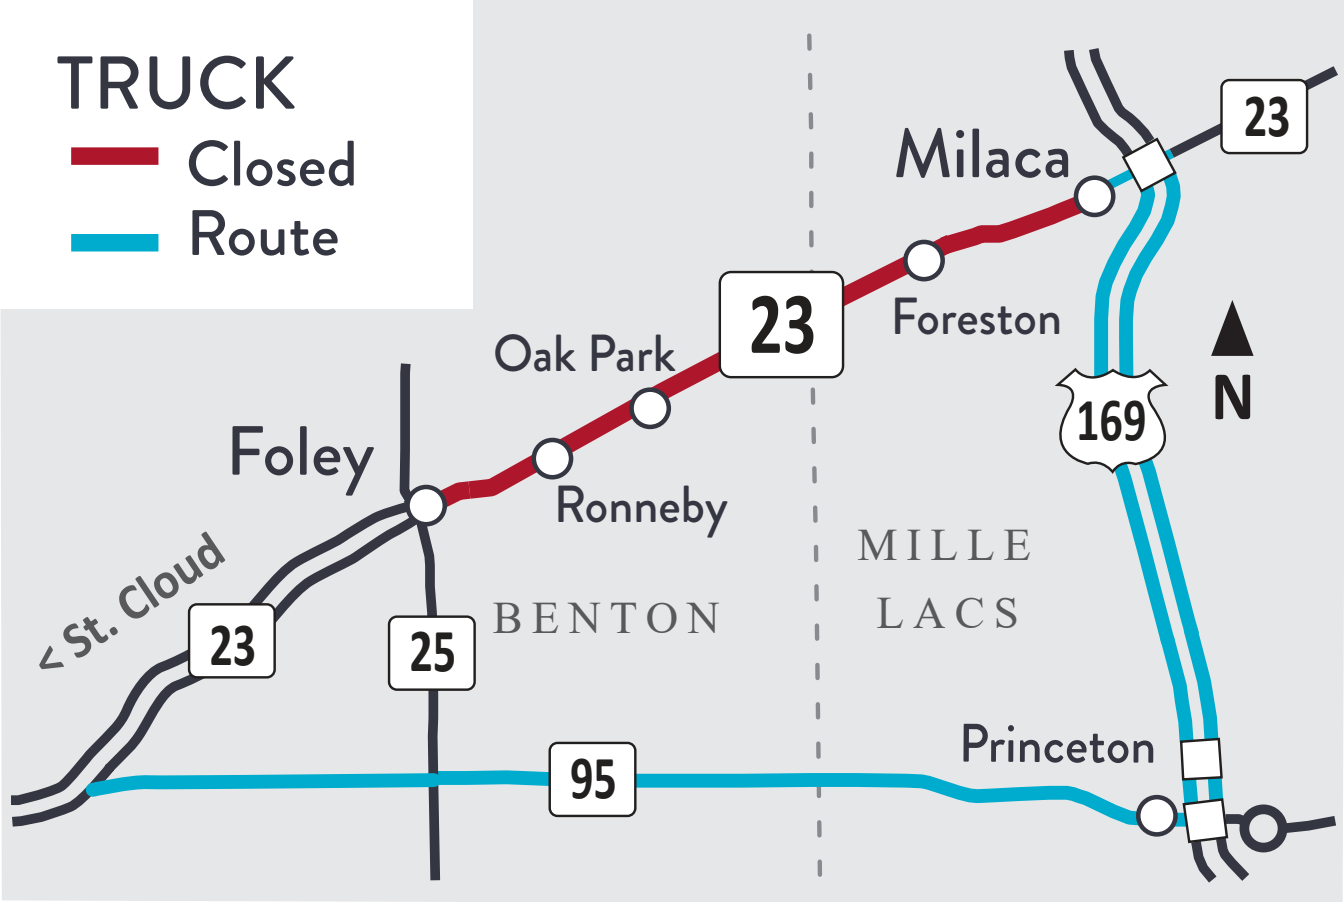 TRUCK
Closed
Route
23
Milaca
23
Foreston
Oak Park
169
N
Foley
Ronneby
< St. Cloud
MILLE
LACS
BENTON
23
25
Princeton
95